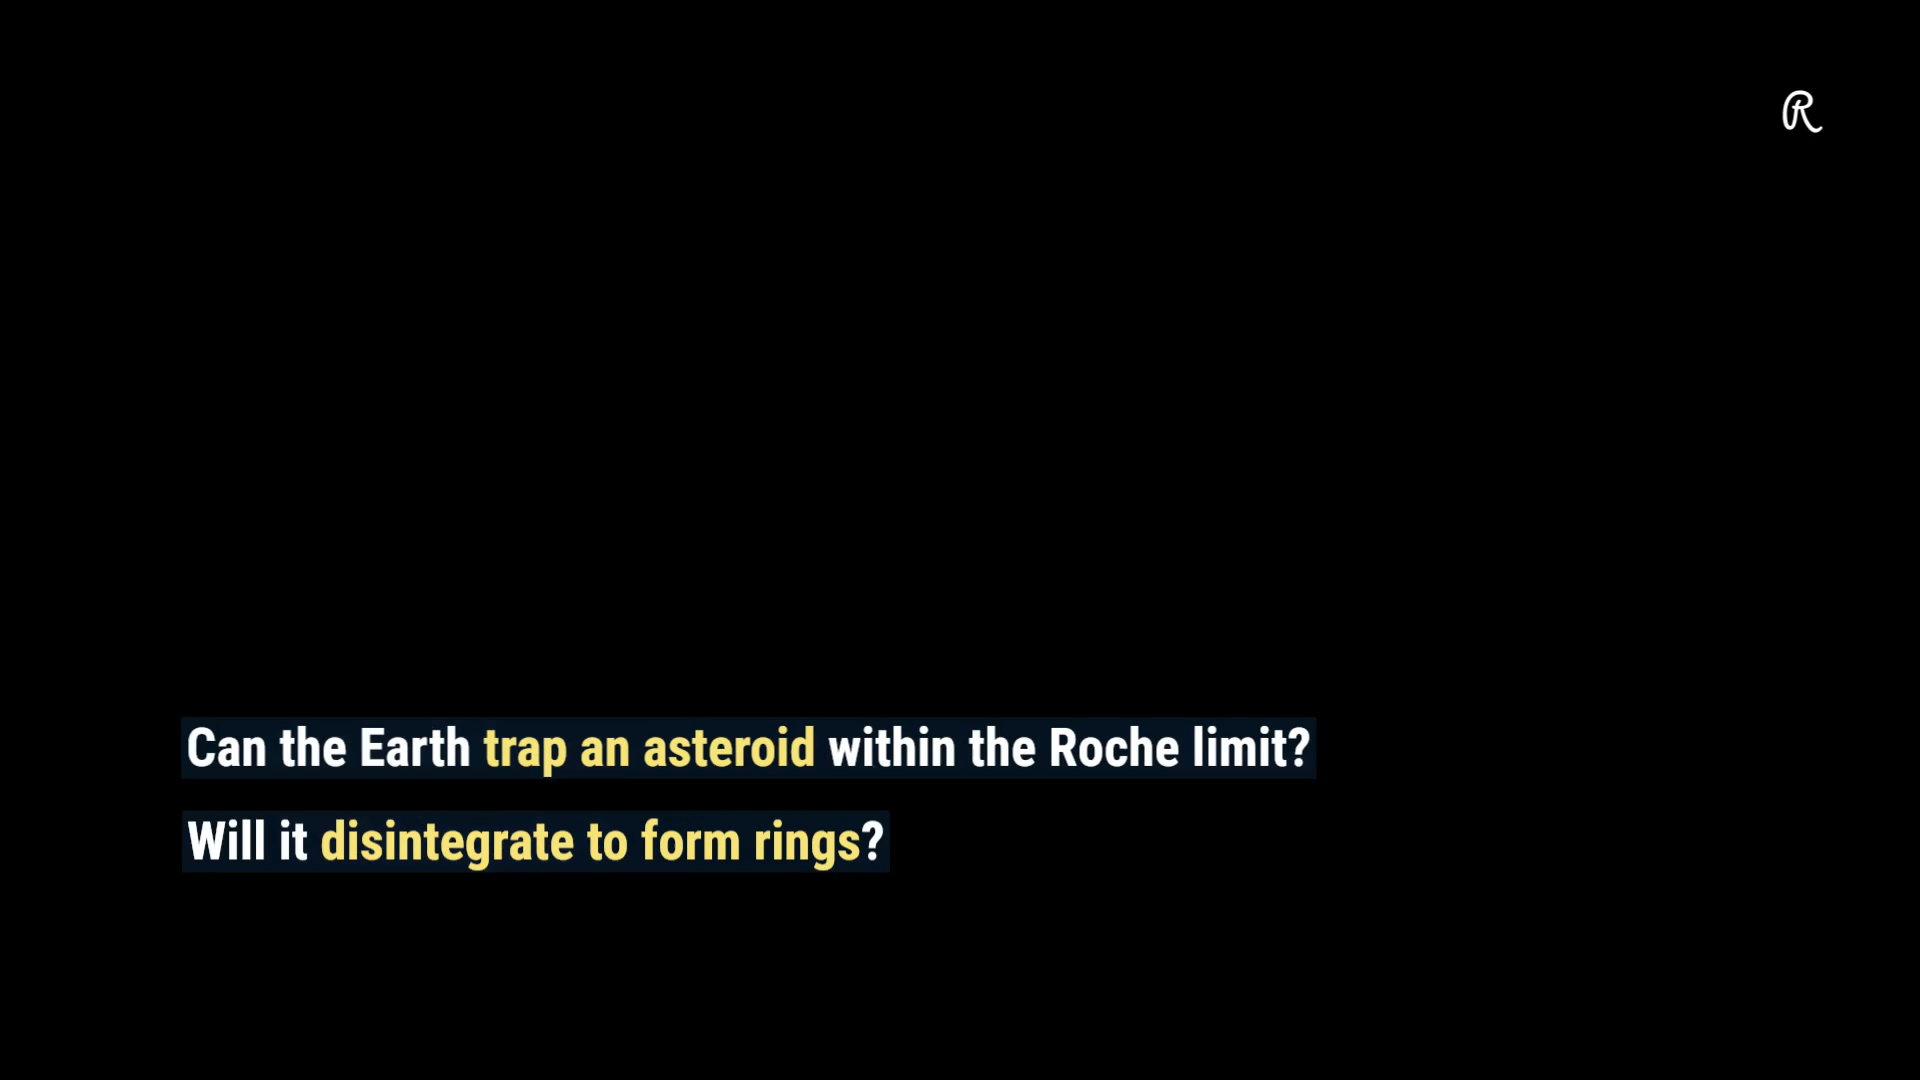 R
Can the Earth trap an asteroid within the Roche limit?
Will it disintegrate to form rings?